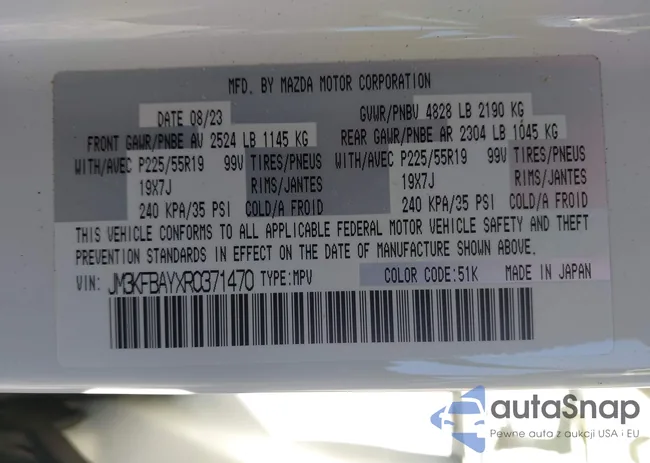 MFD. BY MAZDA MOTOR CORPORATION
DATE 08/23 GVWR/PNBV 4828 LB 2190 KG
FRONT GAWR/PNBE AV 2524 LB 1145 KG REAR GAWR/PNBE AR 2304 LB 1045 KG
WITH/AVEC P225/55R19 99V TIRES/PNEUS WITH/AVEC P225/55R19 99V TIRES/PNEUS
19X7J RIMS/JANTES 19X7J RIMS/JANTES
240 KPA/35 PSI COLD/A FROID 240 KPA/35 PSI COLD/A FROID
THIS VEHICLE CONFORMS TO ALL APPLICABLE FEDERAL MOTOR VEHICLE SAFETY AND THEFT
PREVENTION STANDARDS IN EFFECT ON THE DATE OF MANUFACTURE SHOWN ABOVE.
VIN: JM3KFBAYXR0371470 TYPE:MPV COLOR CODE:51K MADE IN JAPAN
autaSnap
Pewne auta z aukcji USA i EU